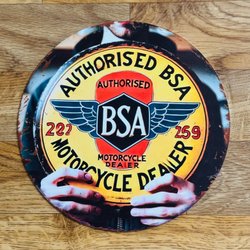 AUTHORISED BSA
AUTHORISED
BSA
227 259
MOTORCYCLE
DEALER
MOTORCYCLE DEALER